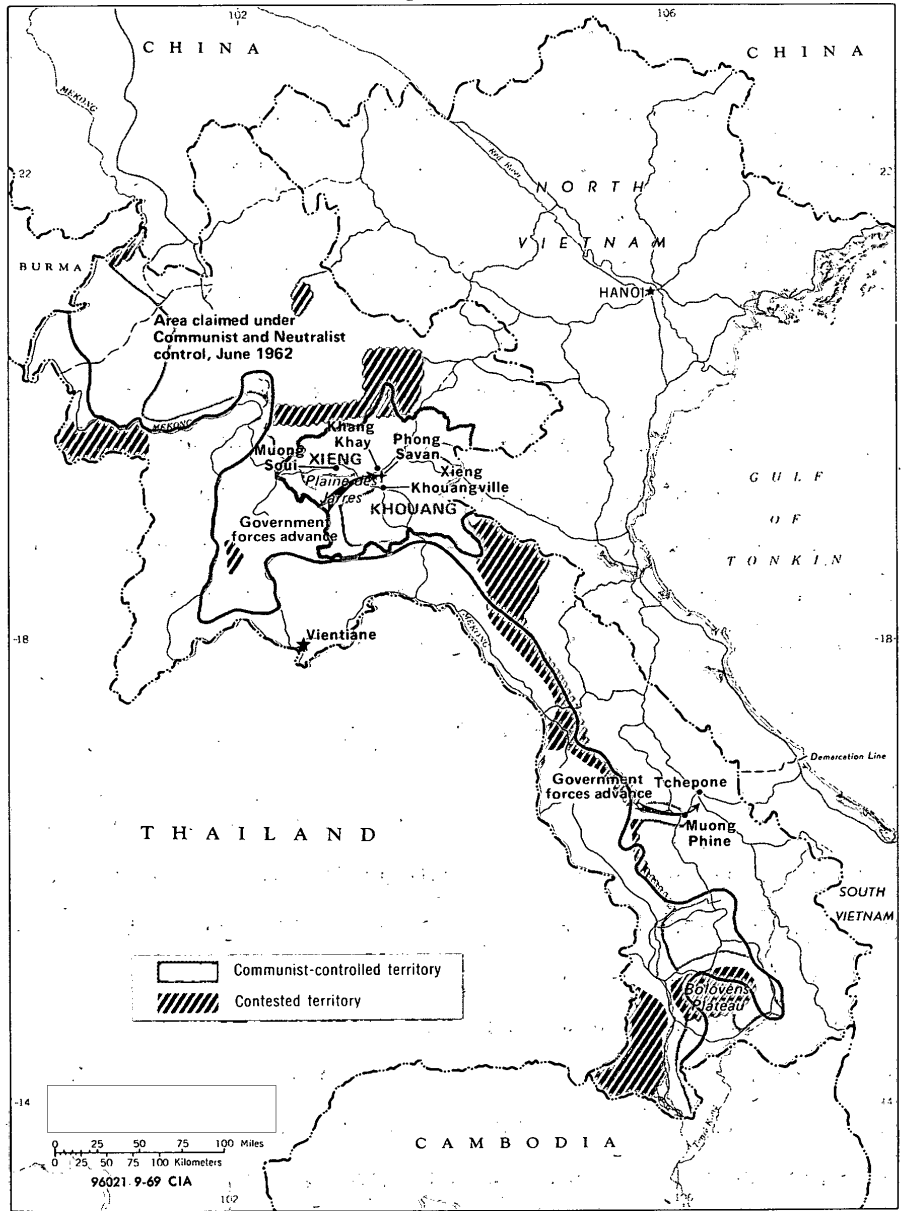 102
106
CHINA
CHINA
MEKONG
Red River
22
NORTH
VIETNAM
BURMA
HANOI
Area claimed under
Communist and Neutralist
control, June 1962
MEKONG
Khang
Khay
Phong
Savan
Muong
Soui
XIENG
Xieng
Khouangville
Plaine des
Jarres
KHOUANG
GULF
OF
TONKIN
Government
forces advance
-18
Vientiane
MEKONG
-18
Demarcation Line
Government
forces advance
Tchepone
Muong
Phine
THAILAND
SOUTH
VIETNAM
Communist-controlled territory
Contested territory
Bolovens
Plateau
-14
14
0 25 50 75 100 Miles
0 25 50 75 100 Kilometers
CAMBODIA
96021 9-69 CIA
102
106